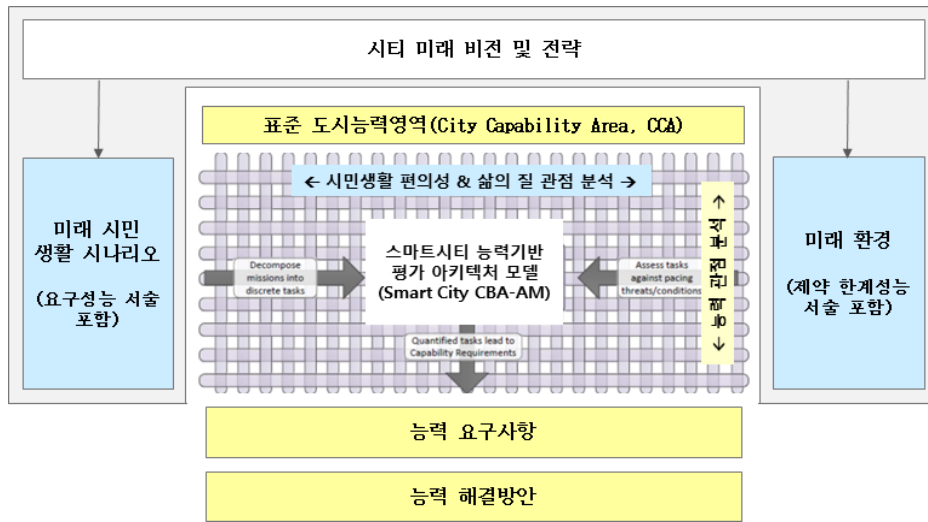 시티 미래 비전 및 전략
표준 도시능력영역(City Capability Area, CCA)
← 시민생활 편의성 & 삶의 질 관점 분석 →
미래 시민
생활 시나리오
(요구성능 서술
포함)
Decompose
missions into
discrete tasks
스마트시티 능력기반
평가 아키텍처 모델
(Smart City CBA-AM)
Assess tasks
against pacing
threats/conditions
← 능력 관점 분석 →
미래 환경
(제약 한계성능
서술 포함)
Quantified tasks lead to
Capability Requirements
능력 요구사항
능력 해결방안